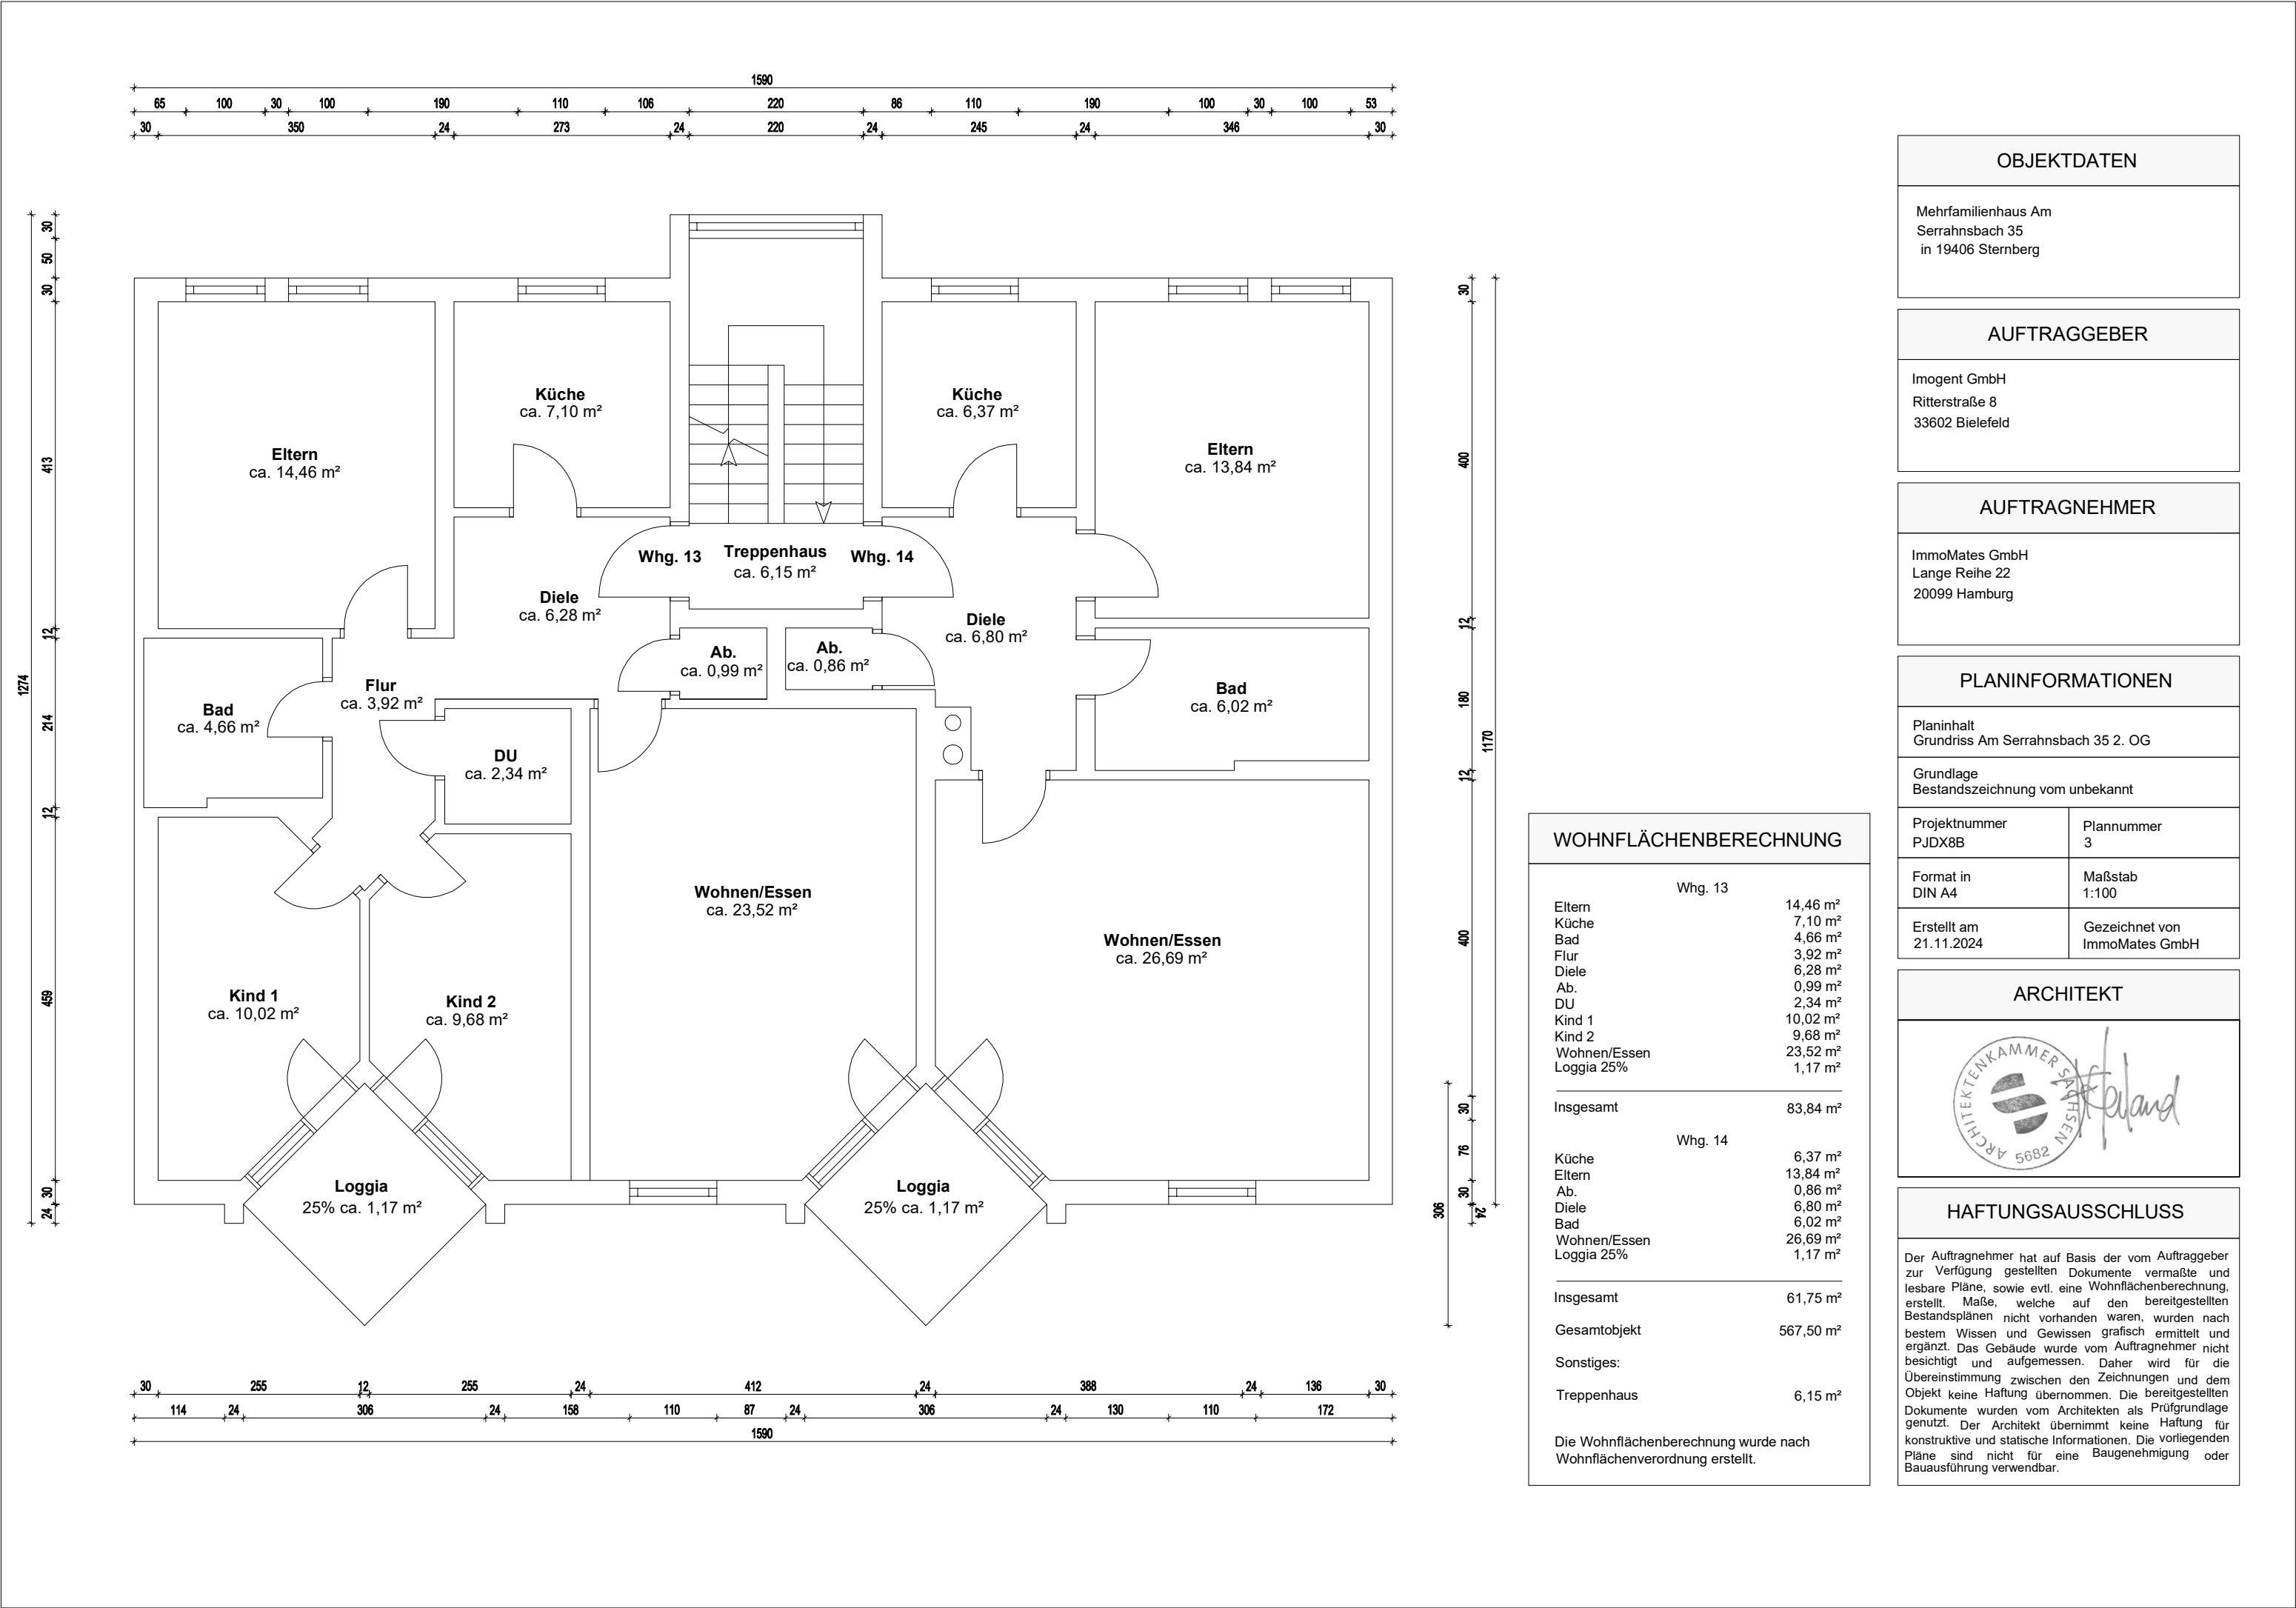 1590
65 100 30 100 190 110 106 220 86 110 190 100 30 100 53
30 350 24 273 24 220 24 245 24 346 30
30
50
30
413
12
214
12
459
30
24
1274
Küche
ca. 7,10 m²
Küche
ca. 6,37 m²
Eltern
ca. 14,46 m²
Eltern
ca. 13,84 m²
Whg. 13
Treppenhaus
ca. 6,15 m²
Whg. 14
Diele
ca. 6,28 m²
Diele
ca. 6,80 m²
Ab.
ca. 0,99 m²
Ab.
ca. 0,86 m²
Flur
ca. 3,92 m²
Bad
ca. 4,66 m²
Bad
ca. 6,02 m²
DU
ca. 2,34 m²
Wohnen/Essen
ca. 23,52 m²
Wohnen/Essen
ca. 26,69 m²
Kind 1
ca. 10,02 m²
Kind 2
ca. 9,68 m²
Loggia
25% ca. 1,17 m²
Loggia
25% ca. 1,17 m²
30
400
12
180
12
400
30
76
30
24
1170
306
30 255 12 255 24 412 24 388 24 136 30
114 24 306 24 158 110 87 24 306 24 130 110 172
1590
WOHNFLÄCHENBERECHNUNG
Whg. 13
Eltern 14,46 m²
Küche 7,10 m²
Bad 4,66 m²
Flur 3,92 m²
Diele 6,28 m²
Ab. 0,99 m²
DU 2,34 m²
Kind 1 10,02 m²
Kind 2 9,68 m²
Wohnen/Essen 23,52 m²
Loggia 25% 1,17 m²
Insgesamt 83,84 m²
Whg. 14
Küche 6,37 m²
Eltern 13,84 m²
Ab. 0,86 m²
Diele 6,80 m²
Bad 6,02 m²
Wohnen/Essen 26,69 m²
Loggia 25% 1,17 m²
Insgesamt 61,75 m²
Gesamtobjekt 567,50 m²
Sonstiges:
Treppenhaus 6,15 m²
Die Wohnflächenberechnung wurde nach
Wohnflächenverordnung erstellt.
OBJEKTDATEN
Mehrfamilienhaus Am
Serrahnsbach 35
in 19406 Sternberg
AUFTRAGGEBER
Imogent GmbH
Ritterstraße 8
33602 Bielefeld
AUFTRAGNEHMER
ImmoMates GmbH
Lange Reihe 22
20099 Hamburg
PLANINFORMATIONEN
Planinhalt
Grundriss Am Serrahnsbach 35 2. OG
Grundlage
Bestandszeichnung vom unbekannt
Projektnummer
PJDX8B
Plannummer
3
Format in
DIN A4
Maßstab
1:100
Erstellt am
21.11.2024
Gezeichnet von
ImmoMates GmbH
ARCHITEKT
ARCHITEKTENKAMMER SACHSEN
5682
HAFTUNGSAUSSCHLUSS
Der Auftragnehmer hat auf Basis der vom Auftraggeber
zur Verfügung gestellten Dokumente vermaßte und
lesbare Pläne, sowie evtl. eine Wohnflächenberechnung,
erstellt. Maße, welche auf den bereitgestellten
Bestandsplänen nicht vorhanden waren, wurden nach
bestem Wissen und Gewissen grafisch ermittelt und
ergänzt. Das Gebäude wurde vom Auftragnehmer nicht
besichtigt und aufgemessen. Daher wird für die
Übereinstimmung zwischen den Zeichnungen und dem
Objekt keine Haftung übernommen. Die bereitgestellten
Dokumente wurden vom Architekten als Prüfgrundlage
genutzt. Der Architekt übernimmt keine Haftung für
konstruktive und statische Informationen. Die vorliegenden
Pläne sind nicht für eine Baugenehmigung oder
Bauausführung verwendbar.